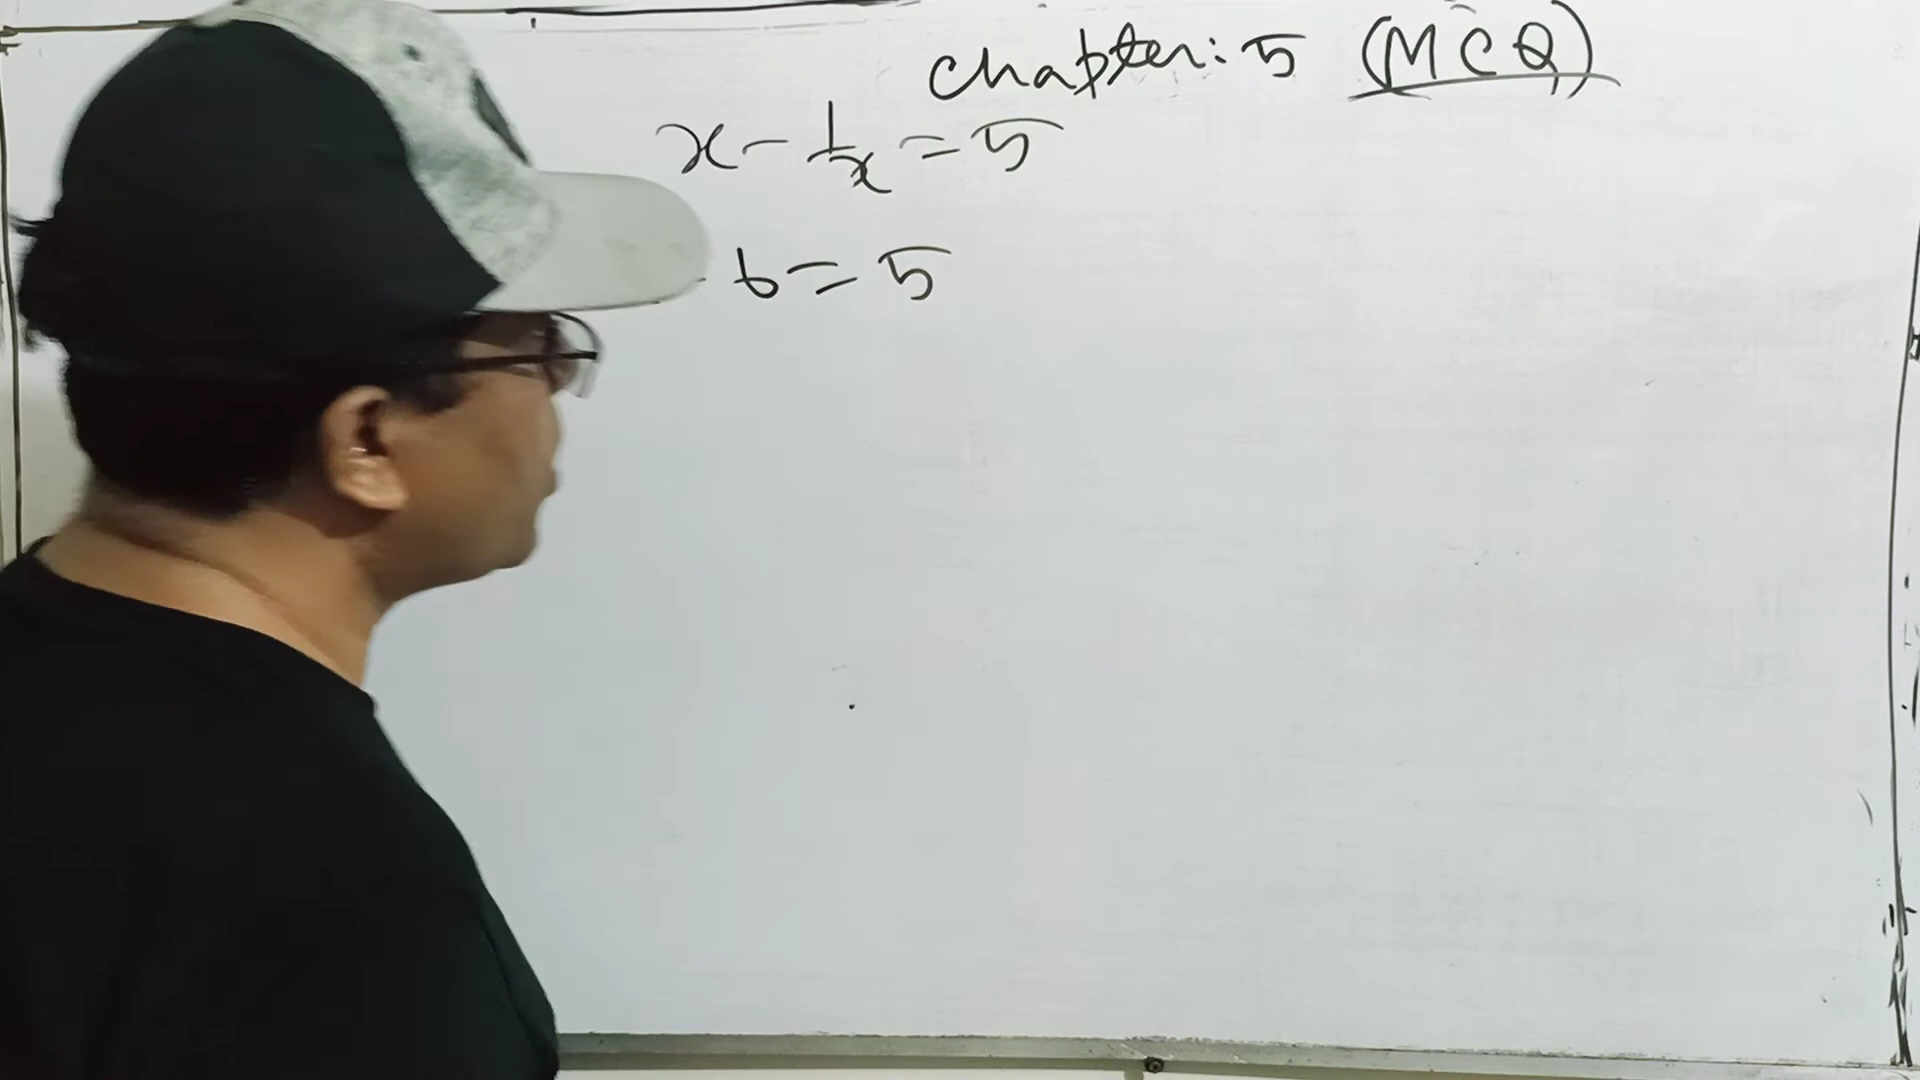 chapter: 5 (MCQ)
x - 1/x = 5
- b = 5